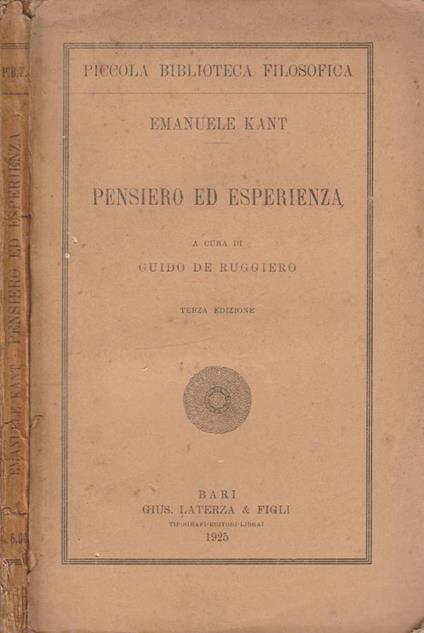 PICCOLA BIBLIOTECA FILOSOFICA
EMANUELE KANT
PENSIERO ED ESPERIENZA
A CURA DI
GUIDO DE RUGGIERO
TERZA EDIZIONE
BARI
GIUS. LATERZA & FIGLI
TIPOGRAFI-EDITORI-LIBRAI
1925
EMANUELE KANT - PENSIERO ED ESPERIENZA